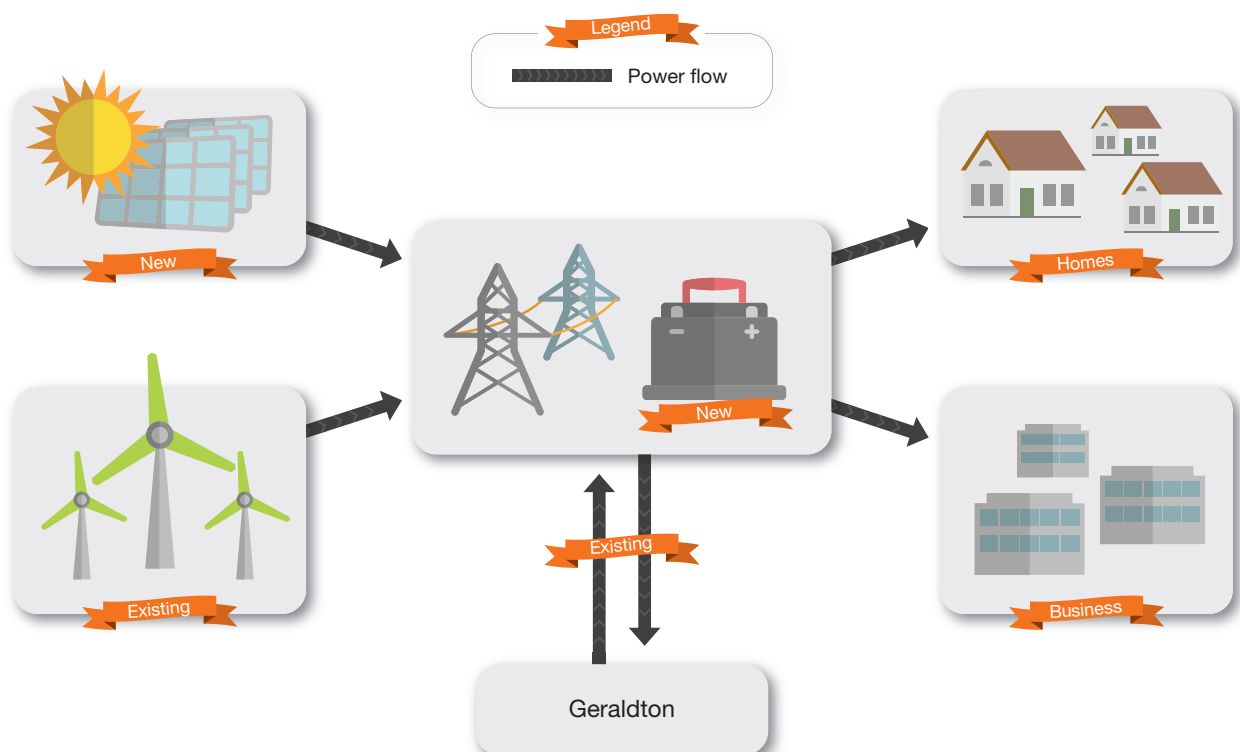 Legend
Power flow
New
Homes
New
Existing
Existing
Business
Geraldton